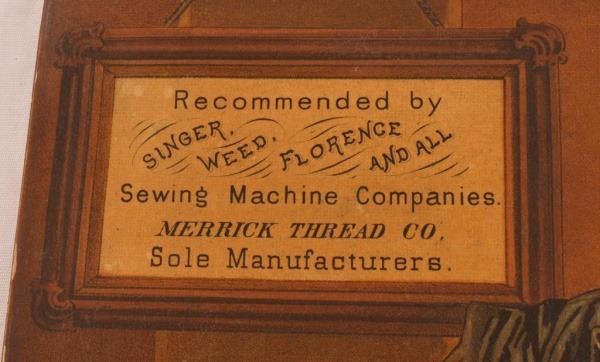 Recommended by
SINGER, WEED, FLORENCE AND ALL
Sewing Machine Companies.
MERRICK THREAD CO,
Sole Manufacturers.